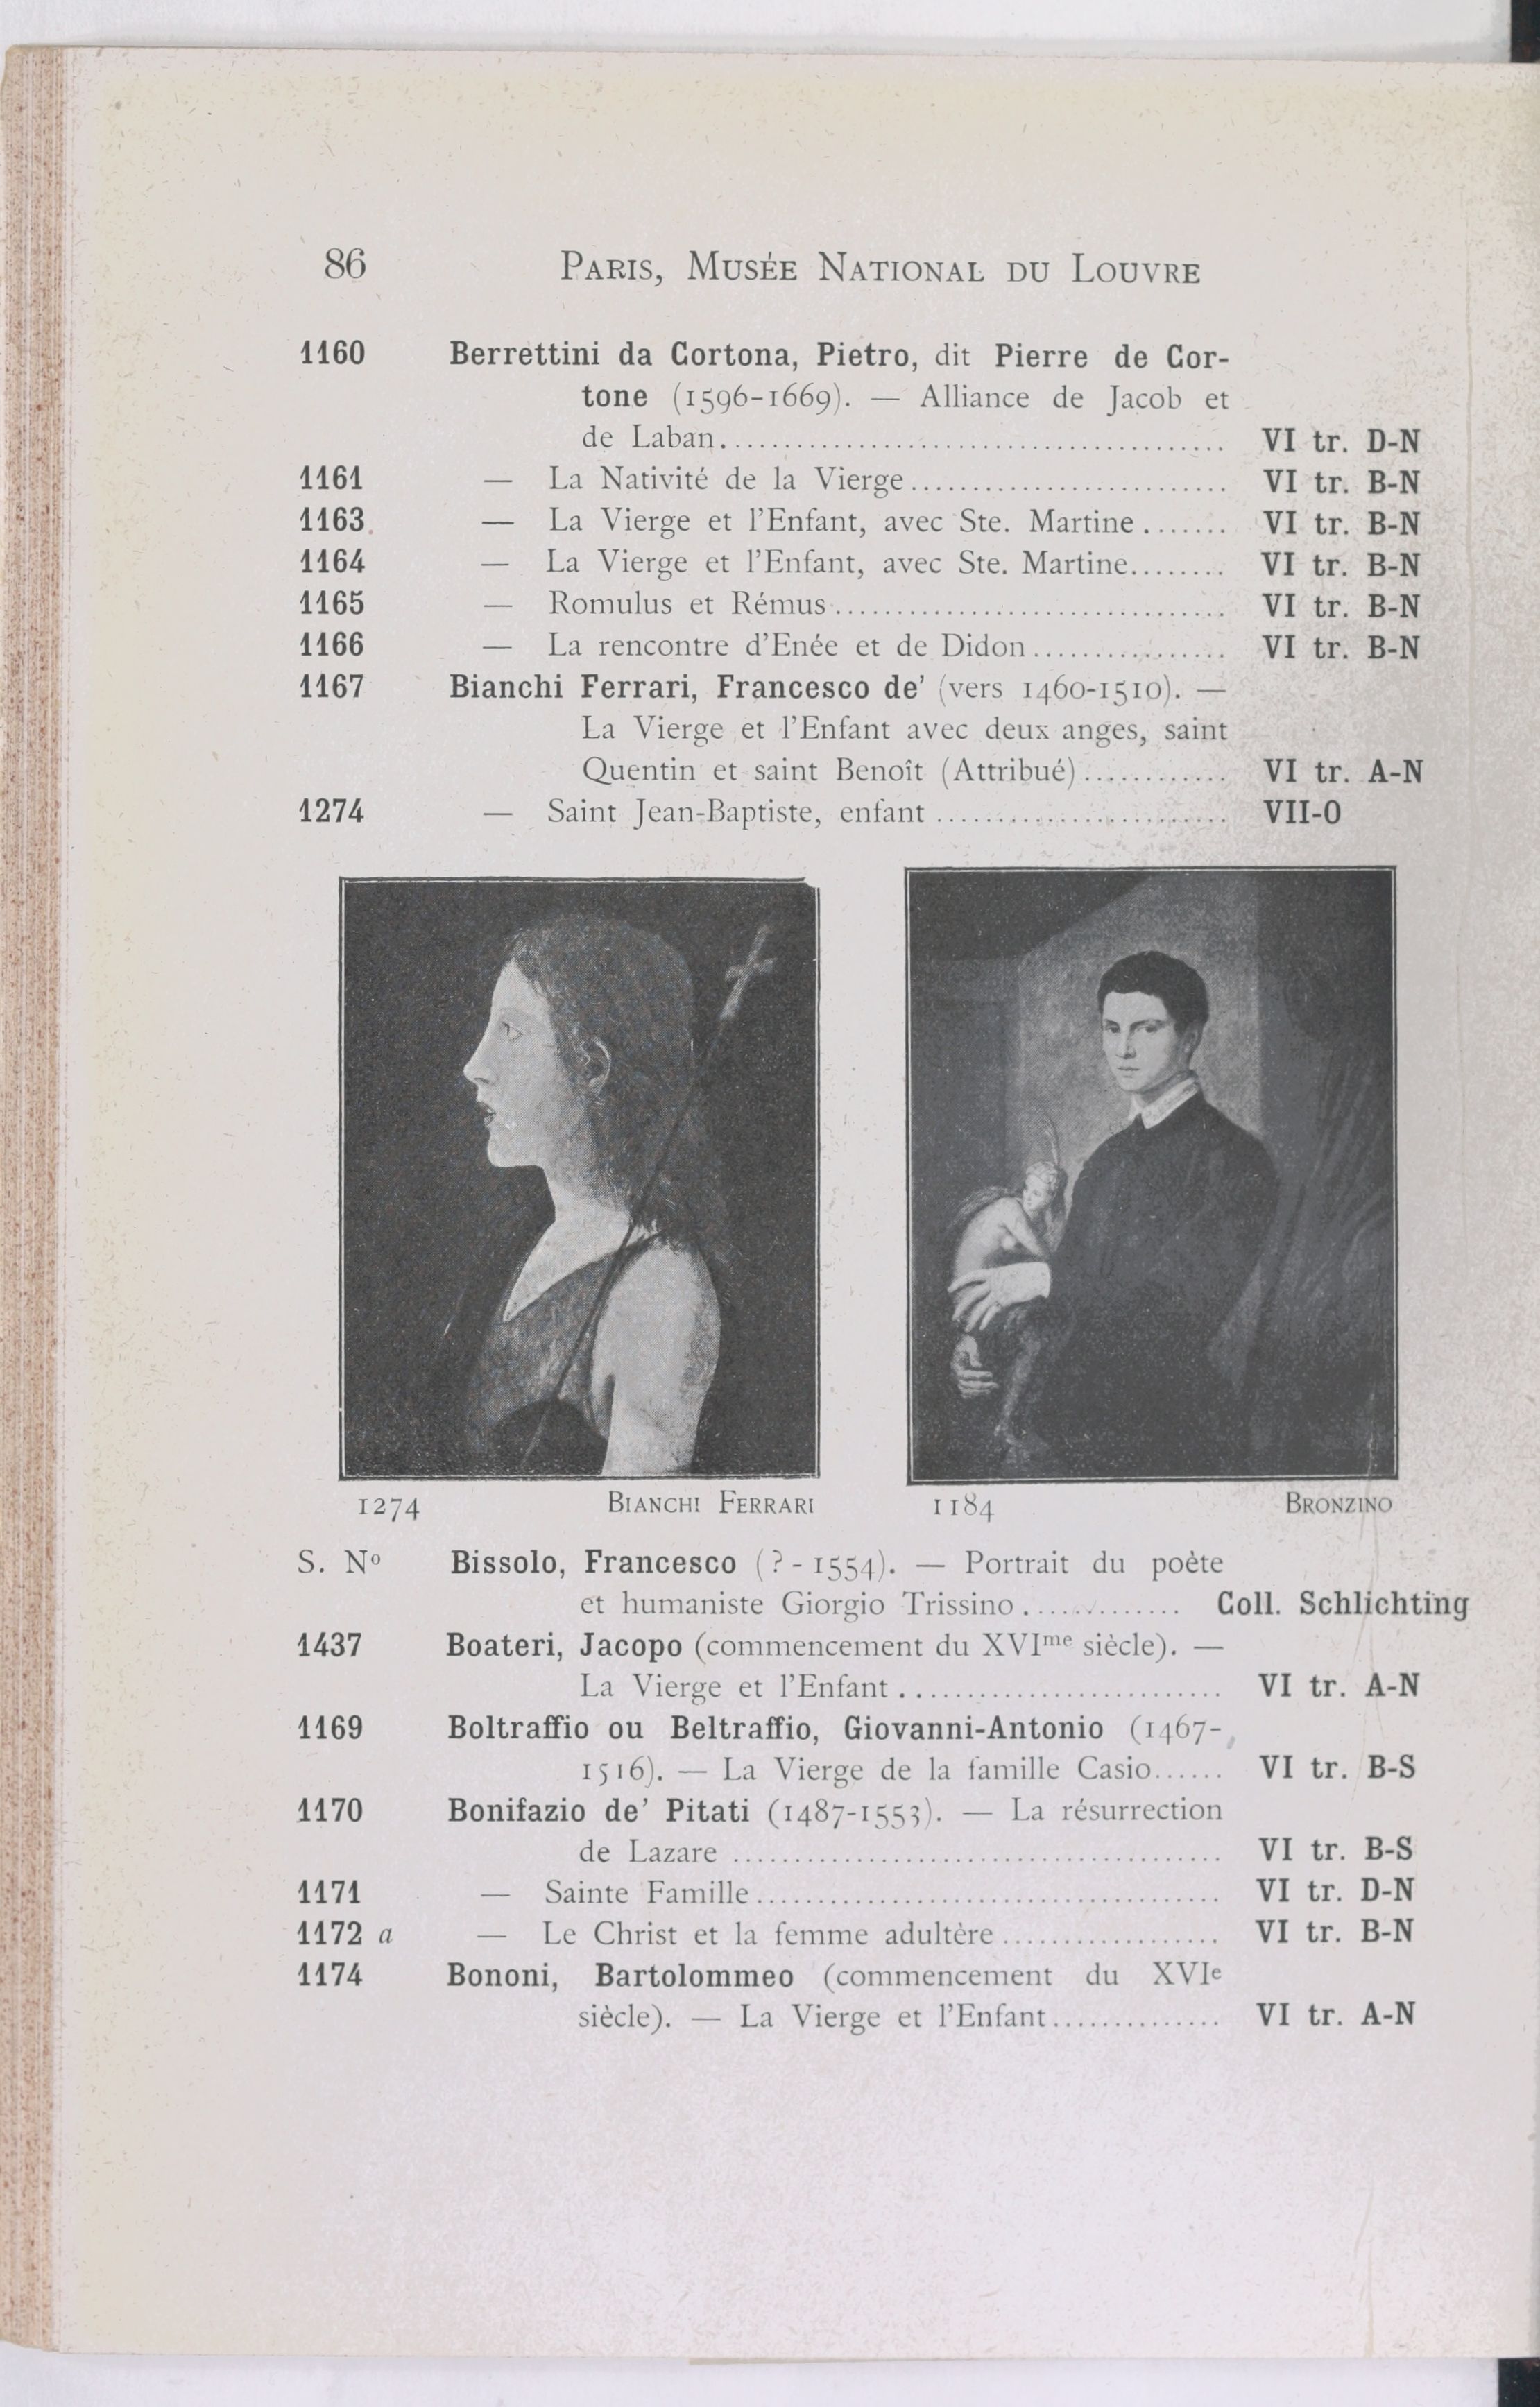 86 PARIS, MUSÉE NATIONAL DU LOUVRE
1160 Berrettini da Cortona, Pietro, dit Pierre de Cor-
tone (1596-1669). — Alliance de Jacob et
de Laban........................................ VI tr. D-N
1161 — La Nativité de la Vierge.......................... VI tr. B-N
1163 — La Vierge et l'Enfant, avec Ste. Martine....... VI tr. B-N
1164 — La Vierge et l'Enfant, avec Ste. Martine........ VI tr. B-N
1165 — Romulus et Rémus................................ VI tr. B-N
1166 — La rencontre d'Enée et de Didon................ VI tr. B-N
1167 Bianchi Ferrari, Francesco de' (vers 1460-1510). —
La Vierge et l'Enfant avec deux anges, saint
Quentin et saint Benoît (Attribué)............ VI tr. A-N
1274 — Saint Jean-Baptiste, enfant ........................ VII-O
1274 BIANCHI FERRARI
1184 BRONZINO
S. Nº Bissolo, Francesco (?-1554). — Portrait du poète
et humaniste Giorgio Trissino............. Coll. Schlichting
1437 Boateri, Jacopo (commencement du XVIme siècle). —
La Vierge et l'Enfant........................... VI tr. A-N
1169 Boltraffio ou Beltraffio, Giovanni-Antonio (1467-
1516). — La Vierge de la famille Casio...... VI tr. B-S
1170 Bonifazio de' Pitati (1487-1553). — La résurrection
de Lazare ........................................ VI tr. B-S
1171 — Sainte Famille...................................... VI tr. D-N
1172 a — Le Christ et la femme adultère.................. VI tr. B-N
1174 Bononi, Bartolommeo (commencement du XVIe
siècle). — La Vierge et l'Enfant.............. VI tr. A-N